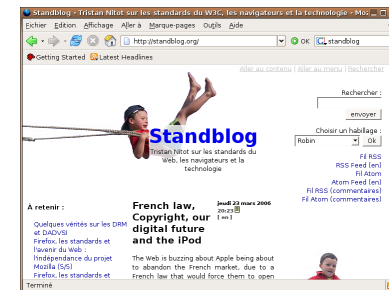 Standblog - Tristan Nitot sur les standards du W3C, les navigateurs et la technologie - Moz
Fichier Edition Affichage Aller à Marque-pages Outils Aide
http://standblog.org/
OK
standblog
Getting Started Latest Headlines
Aller au contenu | Aller au menu | Rechercher
Rechercher :
envoyer
Choisir un habillage :
Robin
Ok
Standblog
Tristan Nitot sur les standards du
Web, les navigateurs et la
technologie
Fil RSS
RSS Feed [en]
Fil Atom
Atom Feed [en]
Fil RSS (commentaires)
Fil Atom (commentaires)
À retenir :
Quelques vérités sur les DRM
et DADVSI
Firefox, les standards et
l'avenir du Web :
l'indépendance du projet
Mozilla (5/5)
Firefox, les standards et
French law,
Copyright, our
digital future
and the iPod
jeudi 23 mars 2006
20:23
[ en ]
The Web is buzzing about Apple being about
to abandon the French market, due to a
French law that would force them to open
Terminé